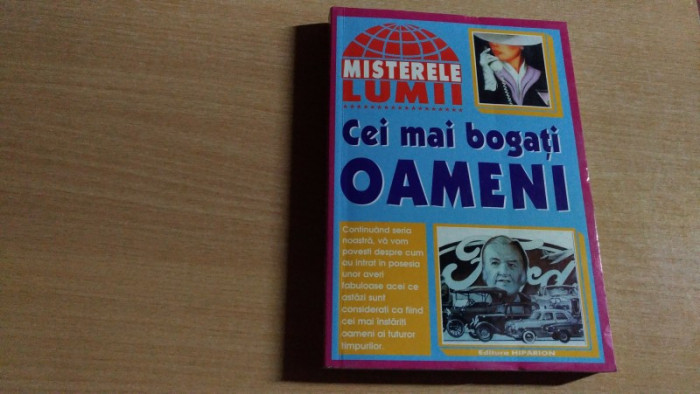 MISTERELE
LUMII
Cei mai bogați
OAMENI
Continuând seria
noastră, vă vom
povesti despre cum
au intrat în posesia
unor averi
fabuloase acei ce
astăzi sunt
considerați ca fiind
cei mai înstăriți
oameni ai tuturor
timpurilor.
Ford
Editura HIPARION